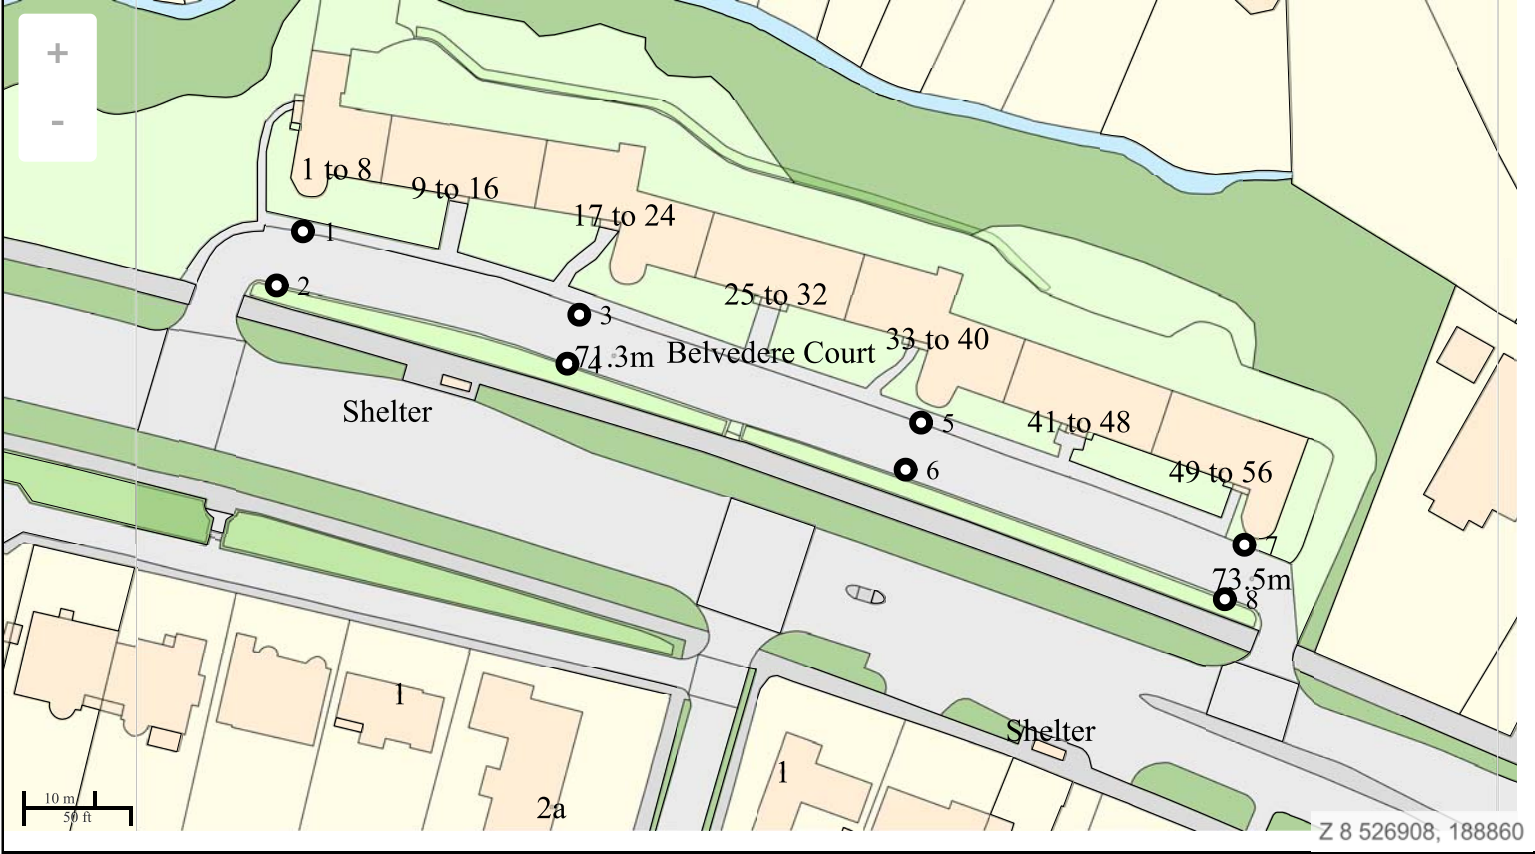 +
-
1 to 8
9 to 16
17 to 24
1
2
25 to 32
3
33 to 40
71.3m
4
Belvedere Court
Shelter
5
41 to 48
6
49 to 56
7
73.5m
8
1
Shelter
1
2a
10 m
50 ft
Z 8 526908, 188860